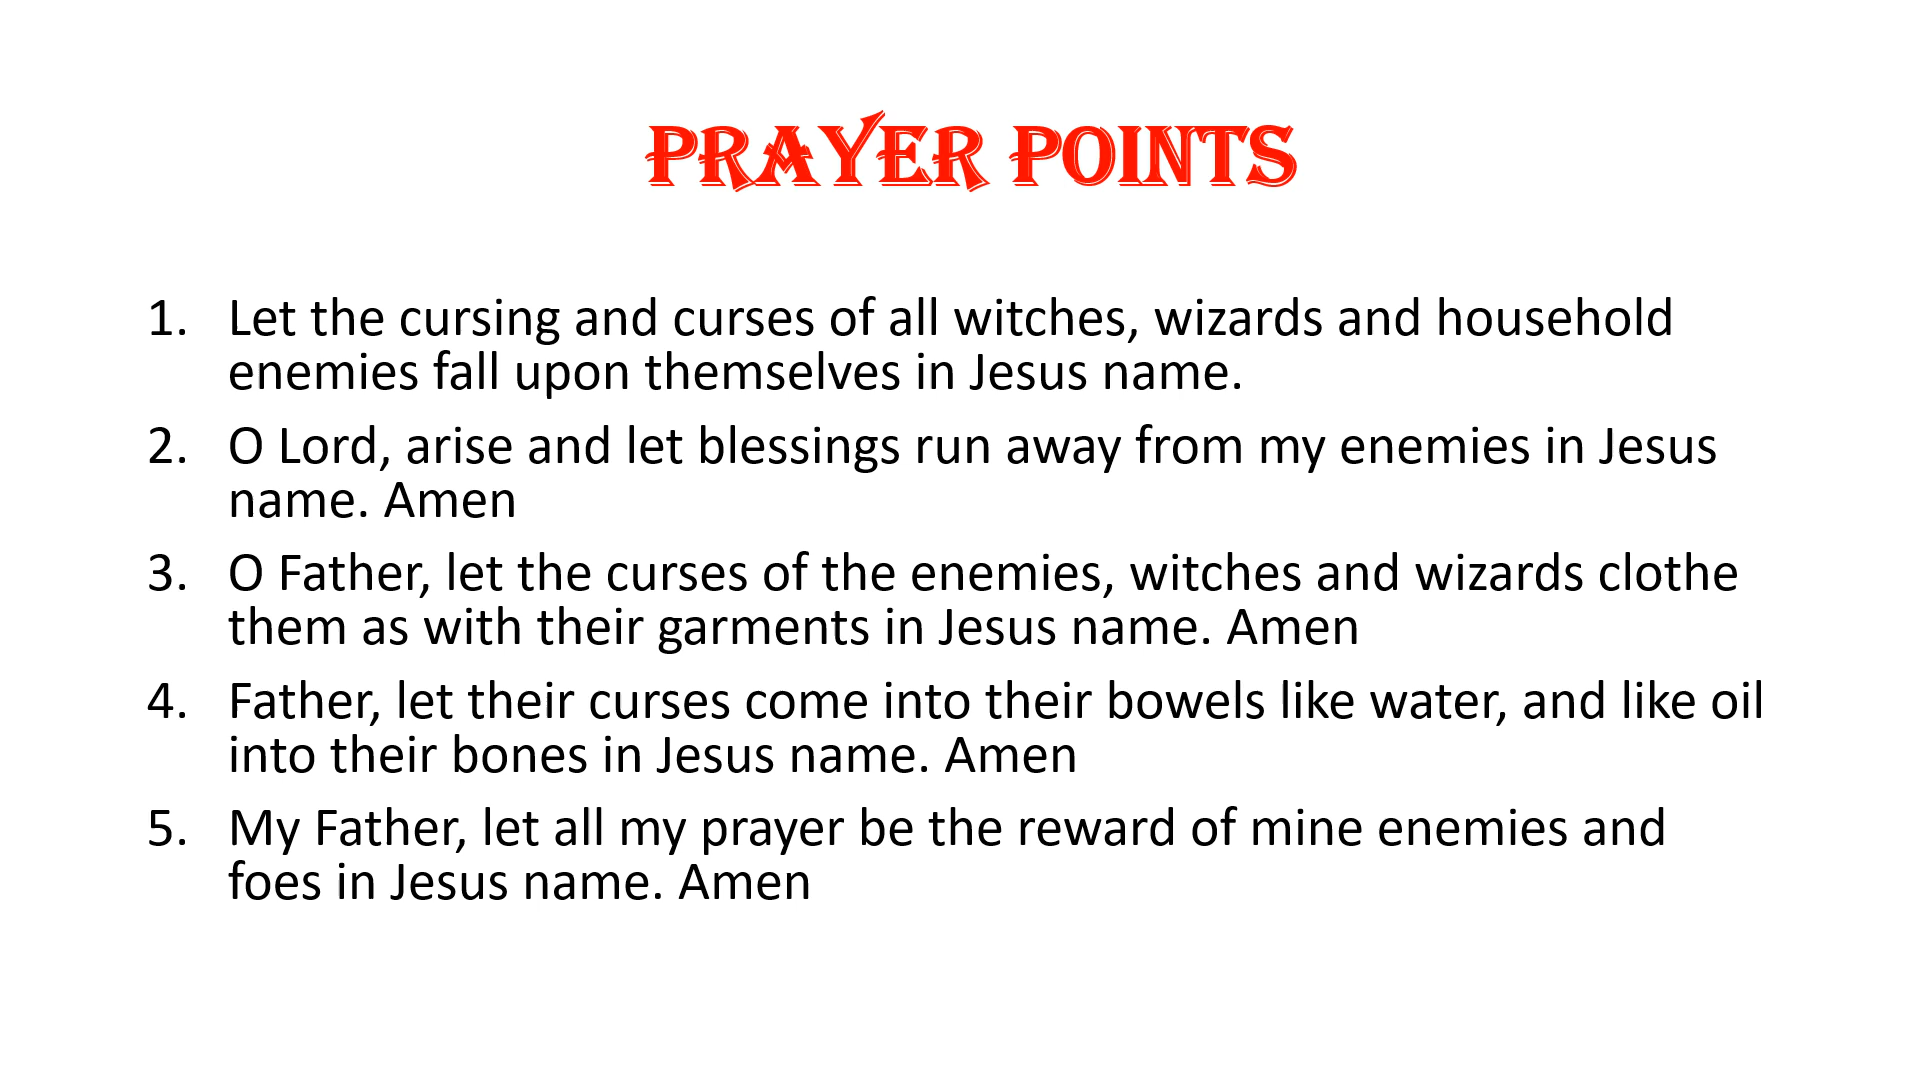 PRAYER POINTS
1. Let the cursing and curses of all witches, wizards and household
enemies fall upon themselves in Jesus name.
2. O Lord, arise and let blessings run away from my enemies in Jesus
name. Amen
3. O Father, let the curses of the enemies, witches and wizards clothe
them as with their garments in Jesus name. Amen
4. Father, let their curses come into their bowels like water, and like oil
into their bones in Jesus name. Amen
5. My Father, let all my prayer be the reward of mine enemies and
foes in Jesus name. Amen